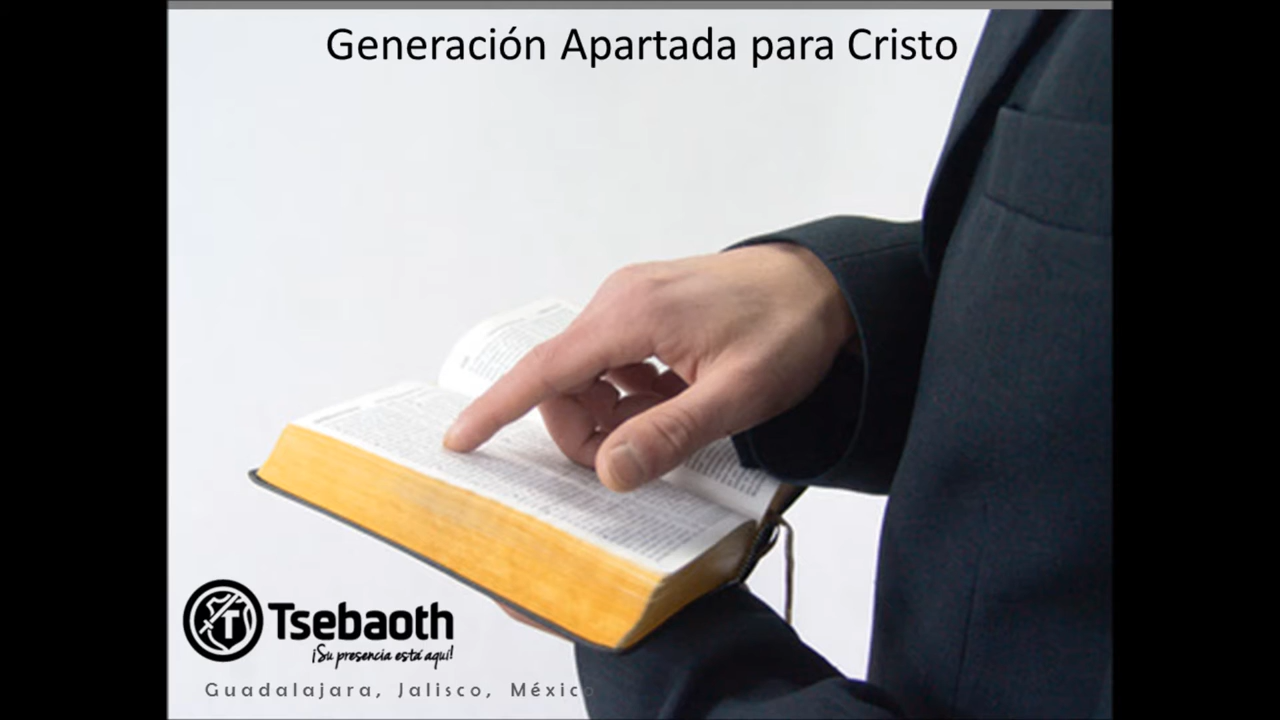 Generación Apartada para Cristo
T
Tsebaoth
¡Su presencia está aquí!
Guadalajara, Jalisco, México